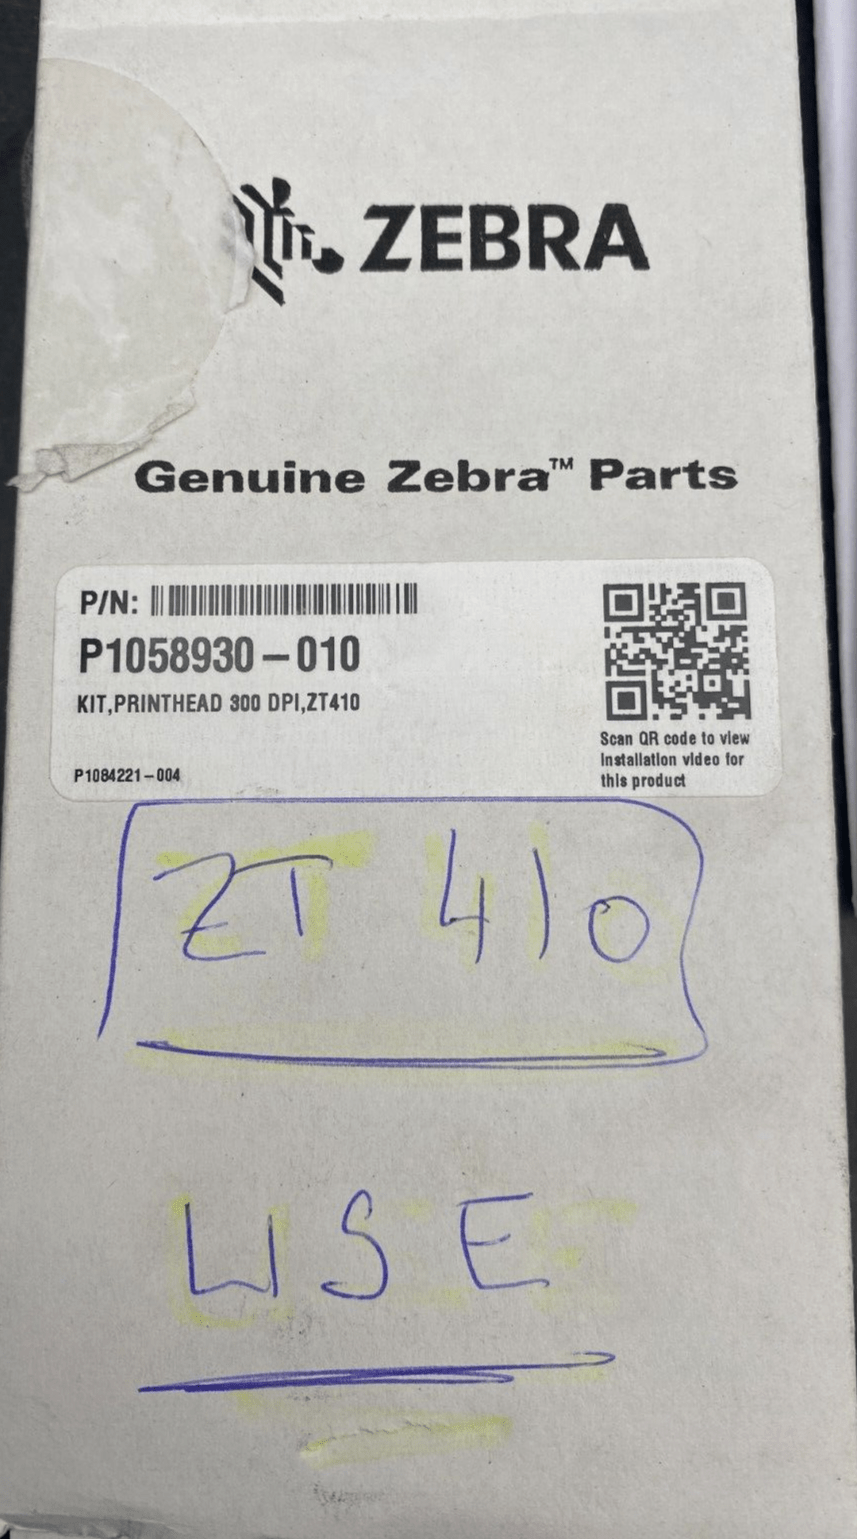 ZEBRA
Genuine Zebra™ Parts
P/N:
P1058930-010
KIT,PRINTHEAD 300 DPI,ZT410
P1084221-004
Scan QR code to view
Installation video for
this product
ZT 410
USE